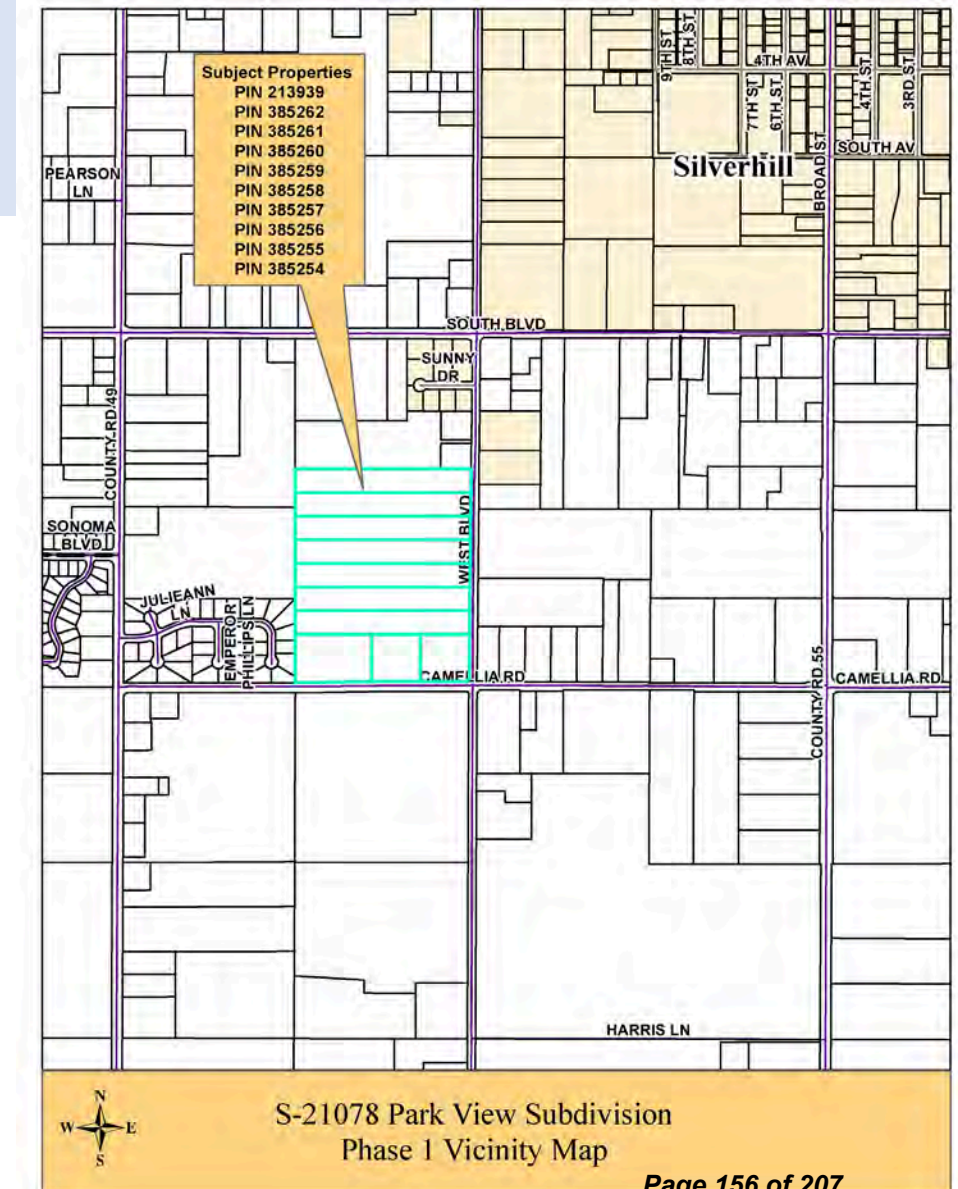 Subject Properties
PIN 213939
PIN 385262
PIN 385261
PIN 385260
PIN 385259
PIN 385258
PIN 385257
PIN 385256
PIN 385255
PIN 385254
9TH ST
8TH ST
4TH AV
7TH ST
6TH ST
4TH ST
3RD ST
SOUTH AV
Silverhill
BROAD ST
PEARSON
LN
SOUTH BLVD
SUNNY
DR
COUNTY RD 49
WEST BLVD
SONOMA
BLVD
JULIEANN
LN
EMPEROR
PHILLIPS LN
CAMELLIA RD
COUNTY RD 55
CAMELLIA RD
HARRIS LN
N
W E
S
S-21078 Park View Subdivision
Phase 1 Vicinity Map
Page 156 of 207